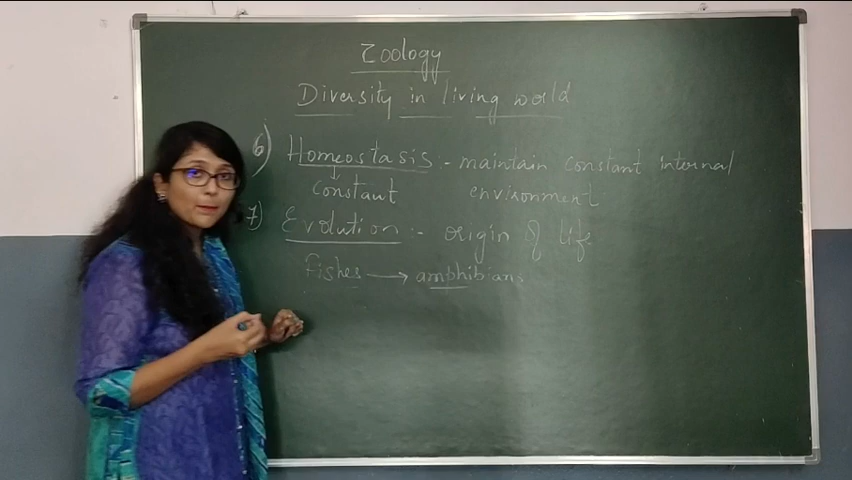 Zoology
Diversity in living world
6) Homeostasis :- maintain constant internal
↓
constant environment
7) Evolution :- origin of life
Fishes → amphibians